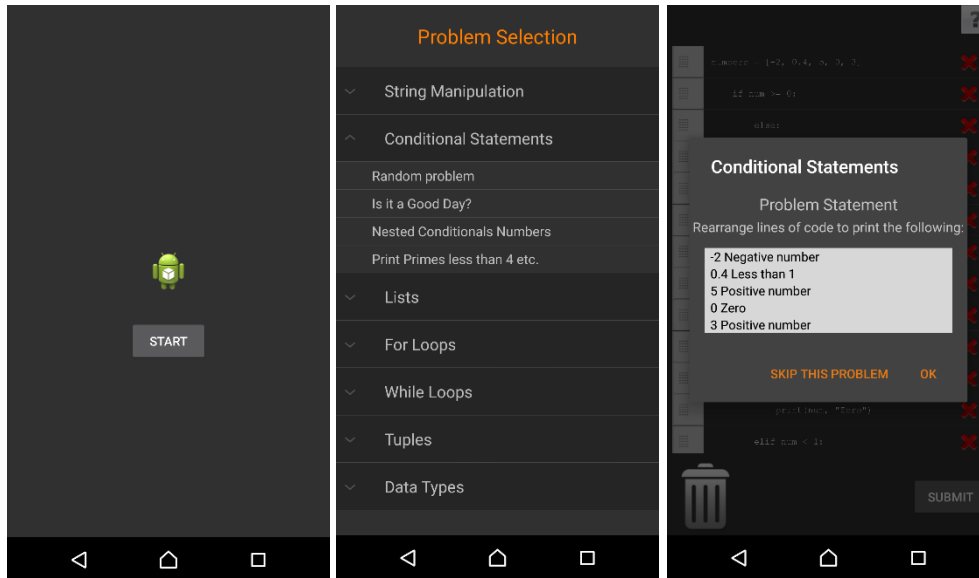 START
Problem Selection
String Manipulation
Conditional Statements
Random problem
Is it a Good Day?
Nested Conditionals Numbers
Print Primes less than 4 etc.
Lists
For Loops
While Loops
Tuples
Data Types
?
if num >= 0:
else:
Conditional Statements
Problem Statement
Rearrange lines of code to print the following:
-2 Negative number
0.4 Less than 1
5 Positive number
0 Zero
3 Positive number
SKIP THIS PROBLEM OK
print(num, "Zero")
elif num < 1:
SUBMIT